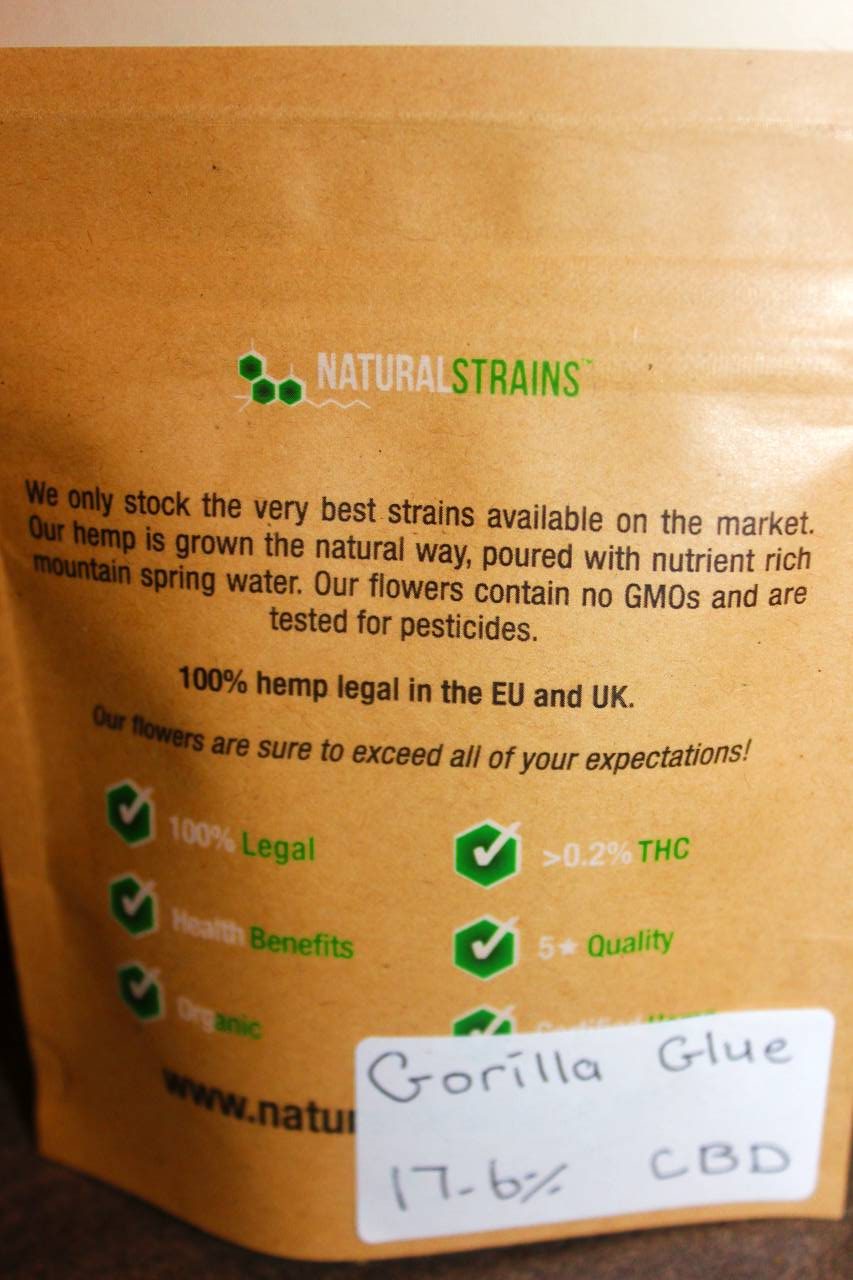 NATURALSTRAINS™
We only stock the very best strains available on the market.
Our hemp is grown the natural way, poured with nutrient rich
mountain spring water. Our flowers contain no GMOs and are
tested for pesticides.
100% hemp legal in the EU and UK.
Our flowers are sure to exceed all of your expectations!
100% Legal
>0.2% THC
Health Benefits
5★ Quality
Organic
www.natur
Gorilla Glue
17-6% CBD